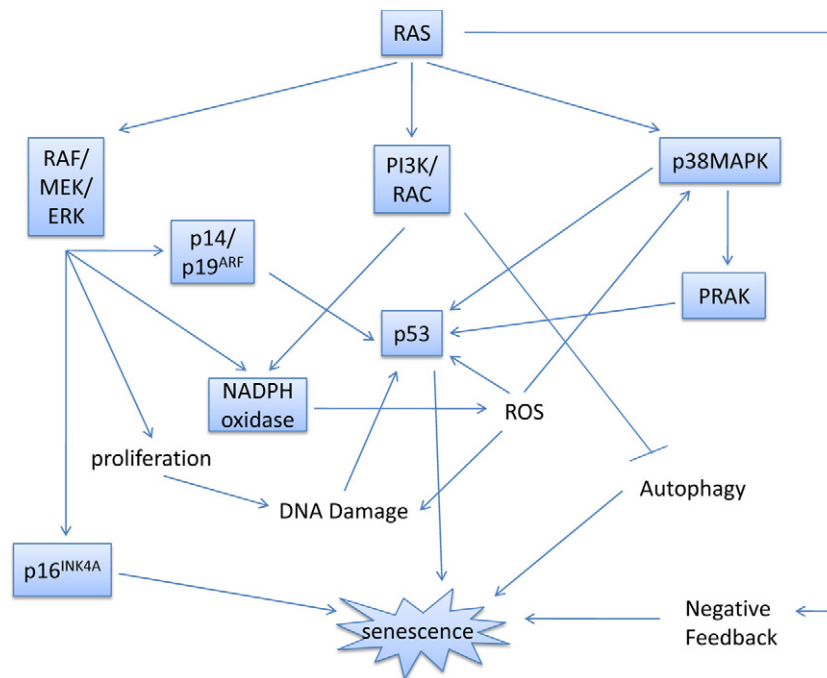 RAS
RAF/
MEK/
ERK
PI3K/
RAC
p38MAPK
p14/
p19ARF
PRAK
p53
NADPH
oxidase
ROS
proliferation
DNA Damage
Autophagy
p16INK4A
senescence
Negative
Feedback